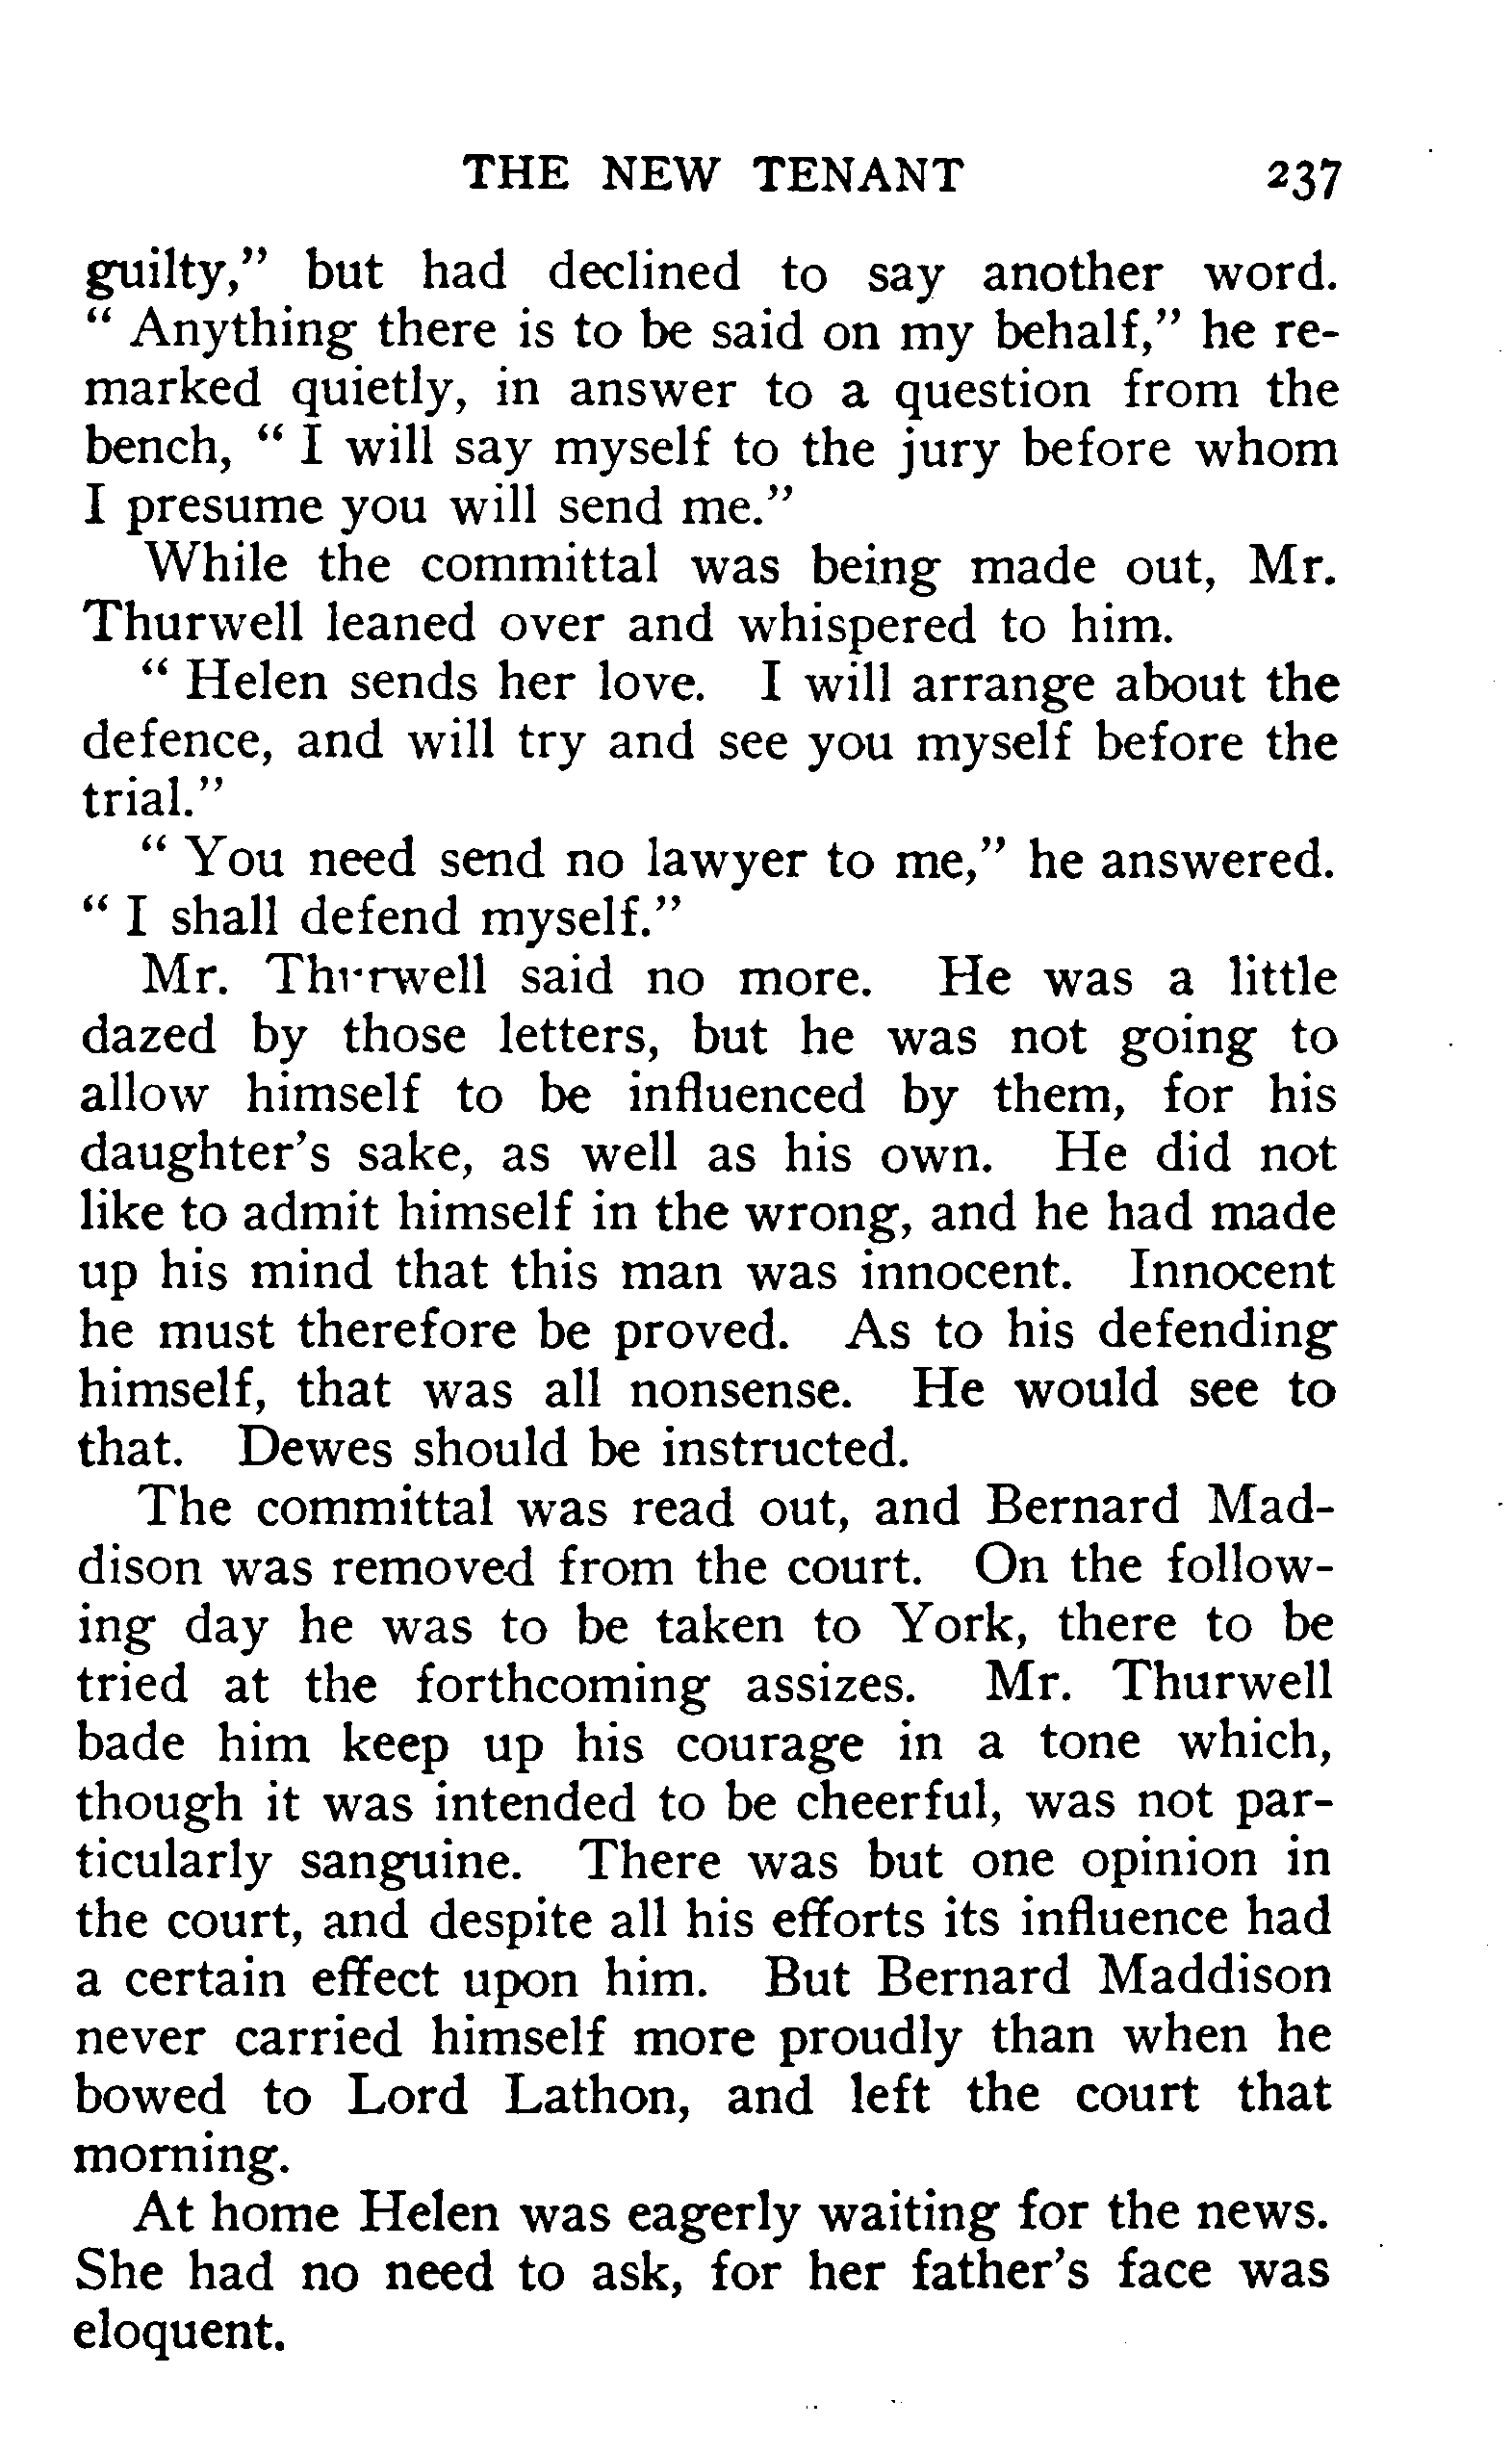 THE NEW TENANT 237
guilty,” but had declined to say another word.
“ Anything there is to be said on my behalf,” he re-
marked quietly, in answer to a question from the
bench, “ I will say myself to the jury before whom
I presume you will send me.”
While the committal was being made out, Mr.
Thurwell leaned over and whispered to him.
“ Helen sends her love. I will arrange about the
defence, and will try and see you myself before the
trial.”
“ You need send no lawyer to me,” he answered.
“ I shall defend myself.”
Mr. Thurwell said no more. He was a little
dazed by those letters, but he was not going to
allow himself to be influenced by them, for his
daughter’s sake, as well as his own. He did not
like to admit himself in the wrong, and he had made
up his mind that this man was innocent. Innocent
he must therefore be proved. As to his defending
himself, that was all nonsense. He would see to
that. Dewes should be instructed.
The committal was read out, and Bernard Mad-
dison was removed from the court. On the follow-
ing day he was to be taken to York, there to be
tried at the forthcoming assizes. Mr. Thurwell
bade him keep up his courage in a tone which,
though it was intended to be cheerful, was not par-
ticularly sanguine. There was but one opinion in
the court, and despite all his efforts its influence had
a certain effect upon him. But Bernard Maddison
never carried himself more proudly than when he
bowed to Lord Lathon, and left the court that
morning.
At home Helen was eagerly waiting for the news.
She had no need to ask, for her father’s face was
eloquent.